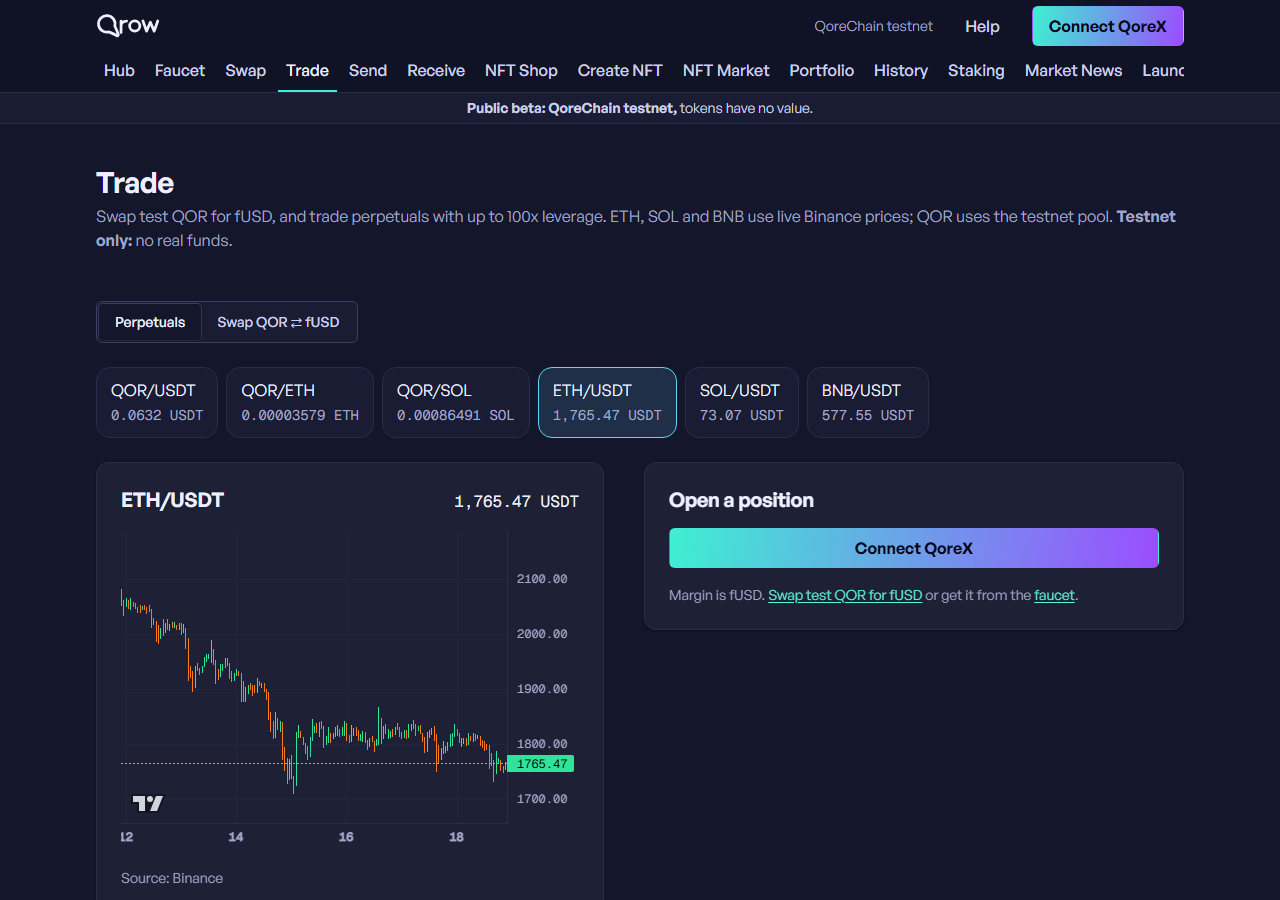 Qrow
QoreChain testnet
Help
Connect QoreX
Hub
Faucet
Swap
Trade
Send
Receive
NFT Shop
Create NFT
NFT Market
Portfolio
History
Staking
Market News
Launc
Public beta: QoreChain testnet, tokens have no value.
Trade
Swap test QOR for fUSD, and trade perpetuals with up to 100x leverage. ETH, SOL and BNB use live Binance prices; QOR uses the testnet pool. Testnet
only: no real funds.
Perpetuals
Swap QOR ⇄ fUSD
QOR/USDT
0.0632 USDT
QOR/ETH
0.00003579 ETH
QOR/SOL
0.00086491 SOL
ETH/USDT
1,765.47 USDT
SOL/USDT
73.07 USDT
BNB/USDT
577.55 USDT
ETH/USDT
1,765.47 USDT
2100.00
2000.00
1900.00
1800.00
1765.47
1700.00
12
14
16
18
Source: Binance
Open a position
Connect QoreX
Margin is fUSD. Swap test QOR for fUSD or get it from the faucet.